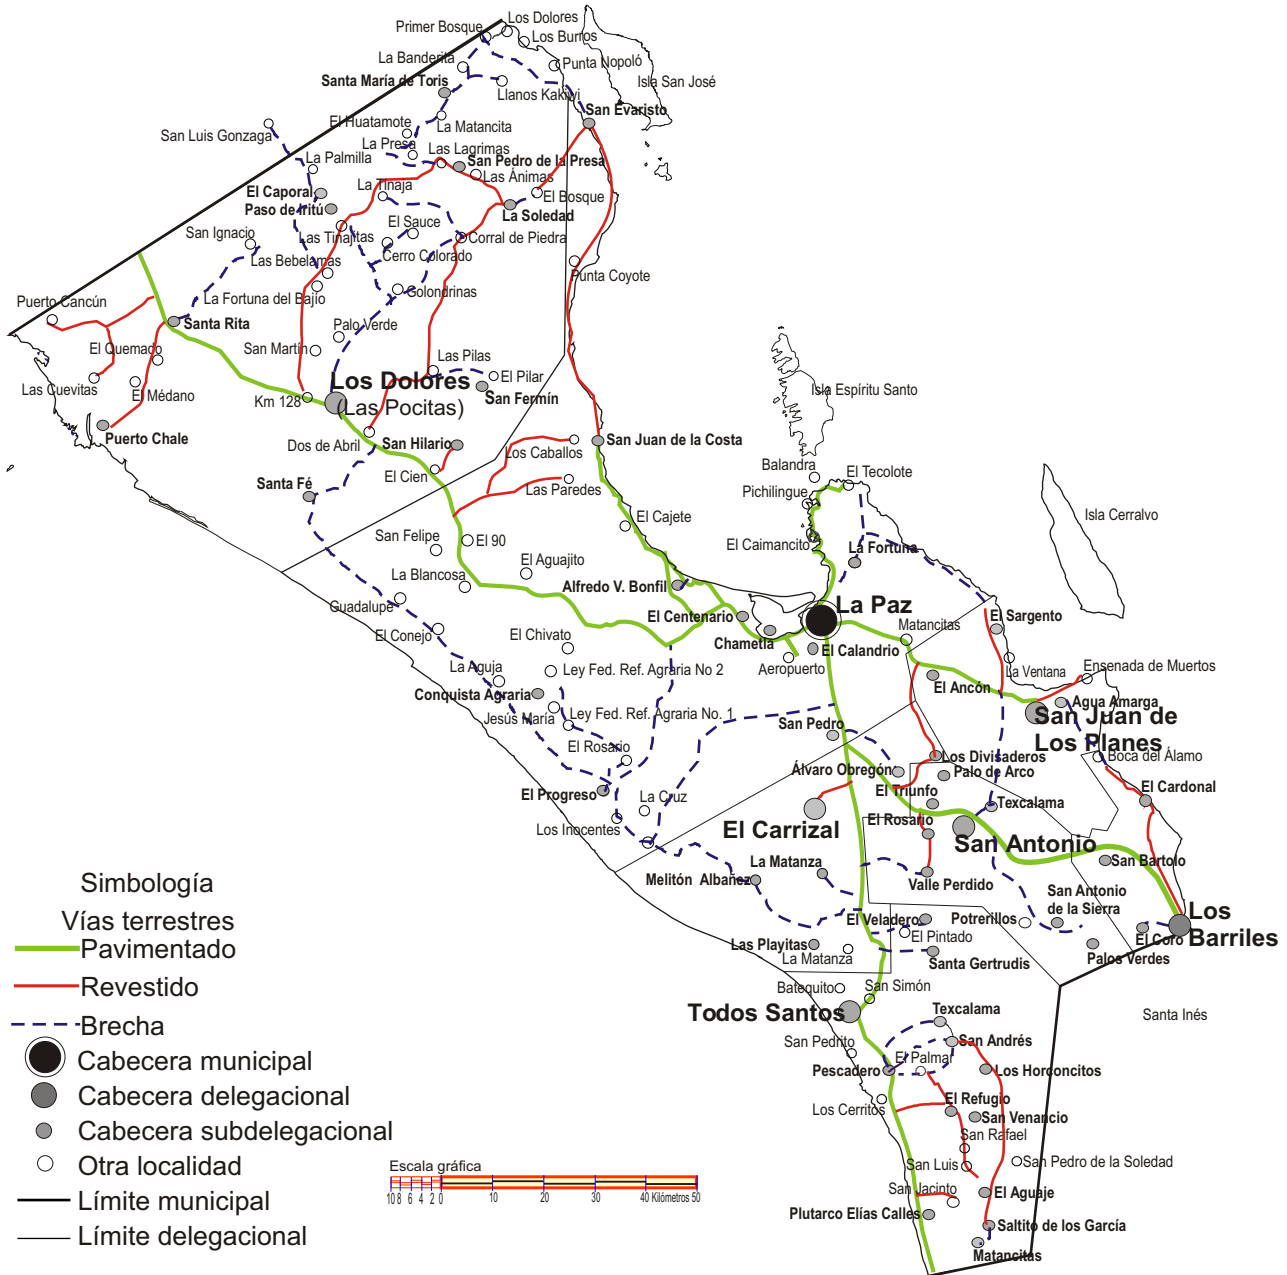 Los Dolores
Primer Bosque
Los Burros
La Banderita
Punta Nopoló
Santa María de Toris
Isla San José
Llanos Kakiwi
San Evaristo
El Huatamote
La Matancita
San Luis Gonzaga
La Presa
Las Lagrimas
La Palmilla
San Pedro de la Presa
Las Ánimas
La Tinaja
El Caporal
El Bosque
Paso de Iritú
La Soledad
San Ignacio
El Sauce
Las Tinajitas
Corral de Piedra
Cerro Colorado
Las Bebelamas
Punta Coyote
Golondrinas
La Fortuna del Bajío
Puerto Cancún
Santa Rita
Palo Verde
El Quemado
San Martín
Las Pilas
El Pilar
Las Cuevitas
El Médano
Los Dolores
(Las Pocitas)
San Fermín
Km 128
Isla Espíritu Santo
Puerto Chale
Dos de Abril
San Hilario
San Juan de la Costa
Los Caballos
El Cien
Balandra
El Tecolote
Santa Fé
Las Paredes
Pichilingue
El Cajete
Isla Cerralvo
San Felipe
El 90
El Caimancito
La Fortuna
El Aguajito
La Blancosa
Alfredo V. Bonfil
Guadalupe
La Paz
El Centenario
El Sargento
El Conejo
El Chivato
Chametla
Matancitas
El Calandrio
La Aguja
Ley Fed. Ref. Agraria No 2
Aeropuerto
La Ventana
Ensenada de Muertos
Conquista Agraria
El Ancón
Agua Amarga
Jesús María
Ley Fed. Ref. Agraria No. 1
San Pedro
San Juan de
Los Planes
El Rosario
Los Divisaderos
Boca del Álamo
Álvaro Obregón
Palo de Arco
El Progreso
El Triunfo
El Cardonal
La Cruz
Texcalama
Los Inocentes
El Carrizal
El Rosario
San Antonio
La Matanza
San Bartolo
Melitón Albañez
Valle Perdido
San Antonio
de la Sierra
El Veladero
Potrerillos
Los
Barriles
El Pintado
El Coro
Las Playitas
La Matanza
Santa Gertrudis
Palos Verdes
Batequito
San Simón
Todos Santos
Texcalama
Santa Inés
San Pedrito
San Andrés
El Palmar
Pescadero
Los Horconcitos
Los Cerritos
El Refugio
San Venancio
San Rafael
San Luis
San Pedro de la Soledad
San Jacinto
El Aguaje
Plutarco Elías Calles
Saltito de los García
Matancitas
Simbología
Vías terrestres
Pavimentado
Revestido
Brecha
Cabecera municipal
Cabecera delegacional
Cabecera subdelegacional
Otra localidad
Límite municipal
Límite delegacional
Escala gráfica
10 8 6 4 2 0 10 20 30 40 Kilómetros 50